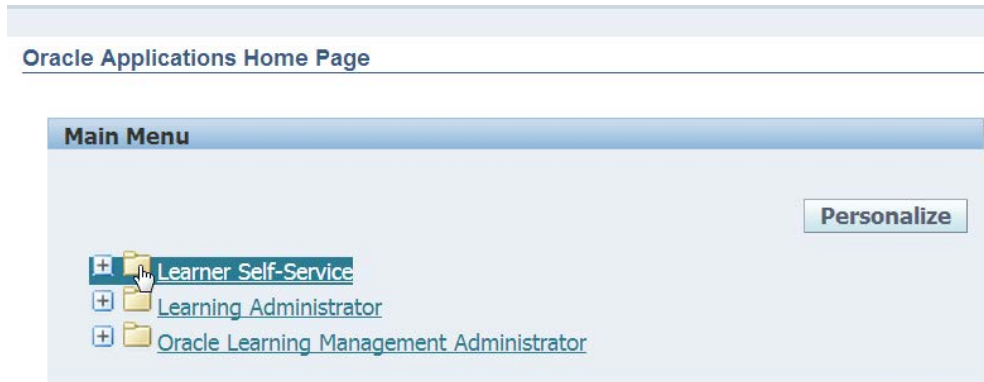 Oracle Applications Home Page
Main Menu
Personalize
Learner Self-Service
Learning Administrator
Oracle Learning Management Administrator